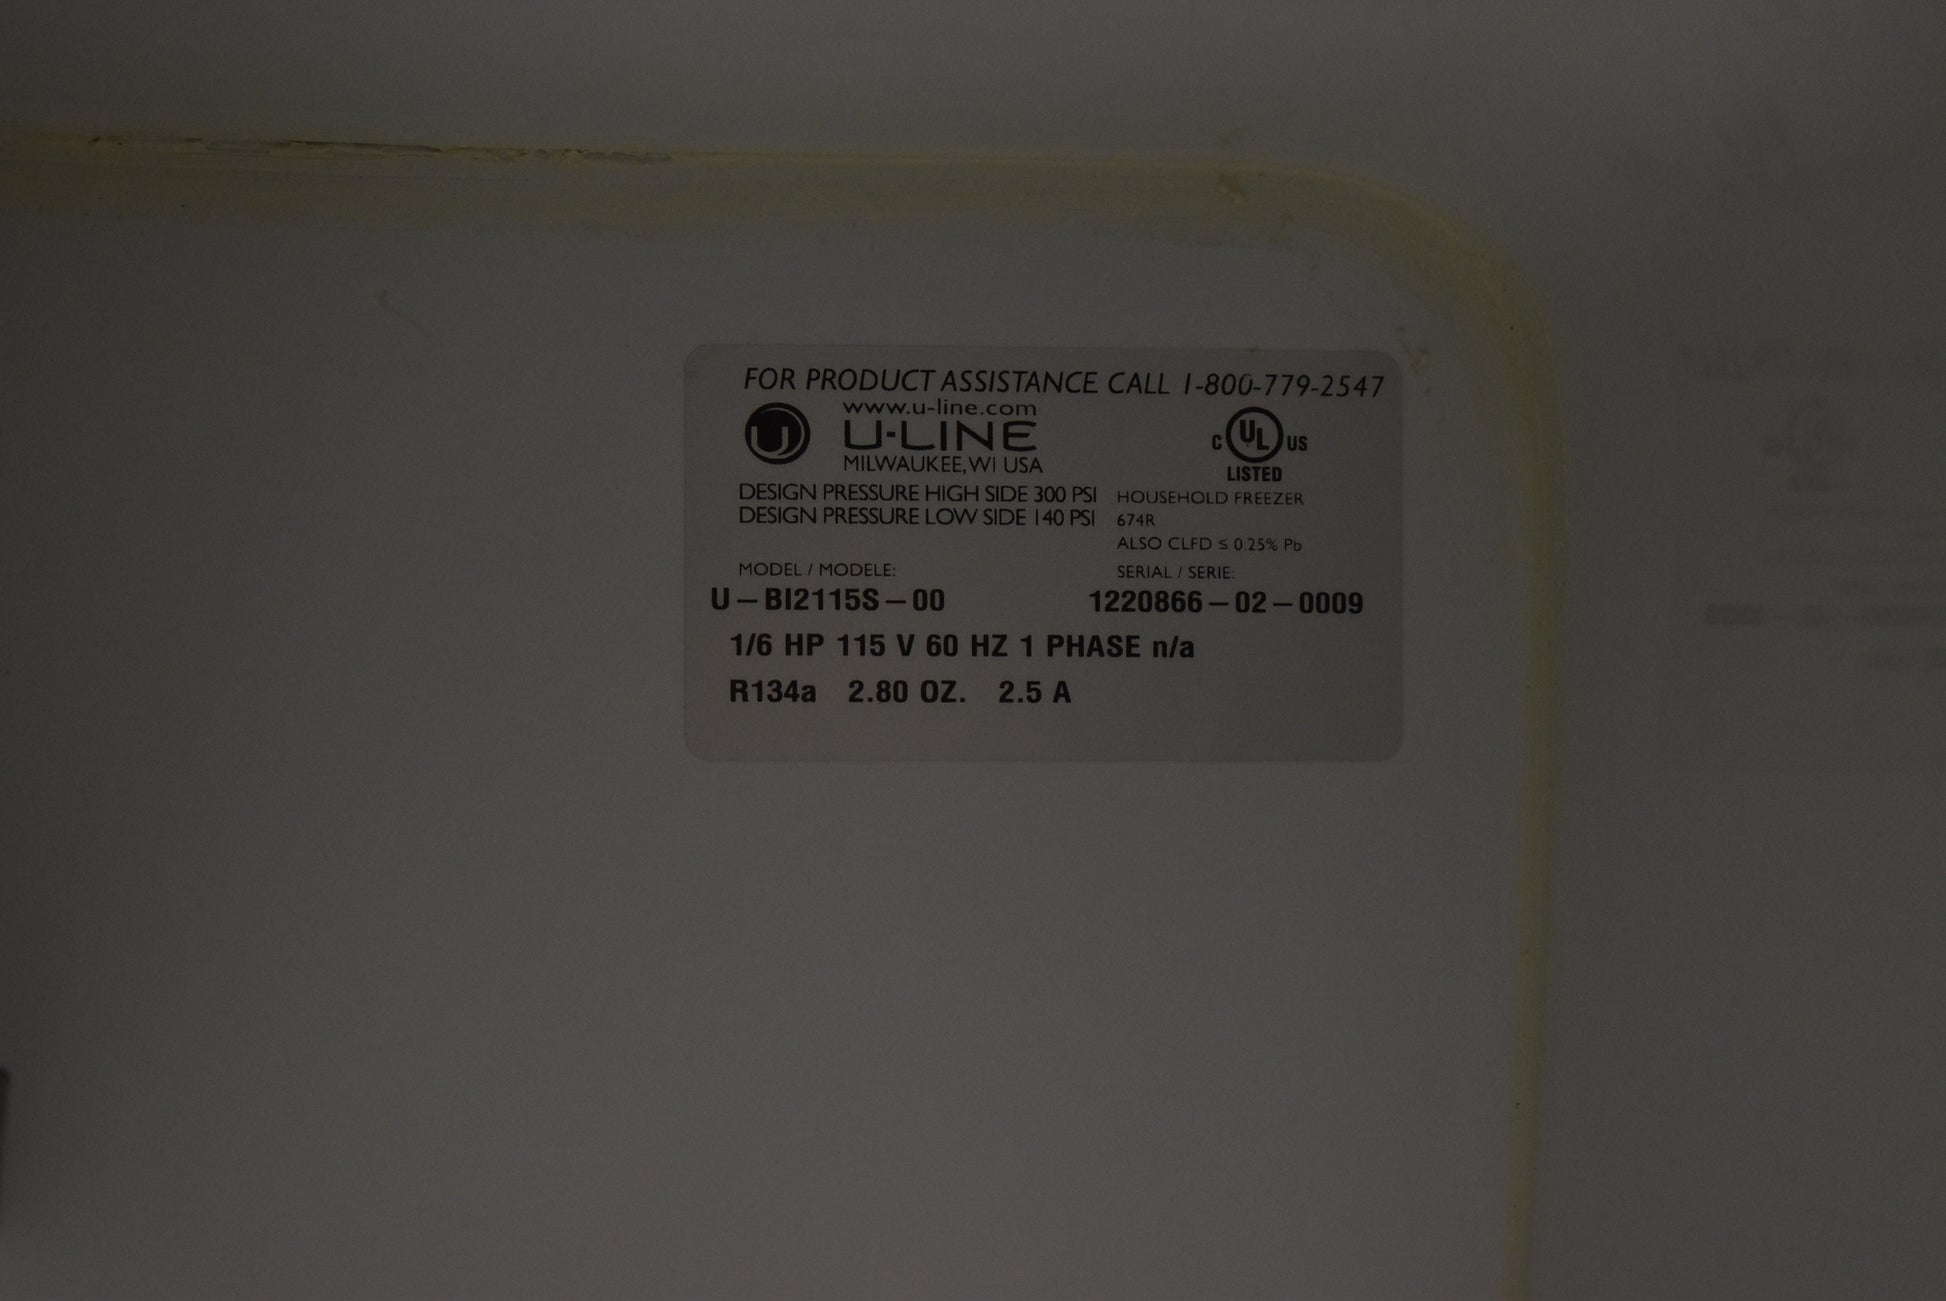 FOR PRODUCT ASSISTANCE CALL 1-800-779-2547
www.u-line.com
U U-LINE
MILWAUKEE, WI USA
C UL US
LISTED
DESIGN PRESSURE HIGH SIDE 300 PSI
DESIGN PRESSURE LOW SIDE 140 PSI
HOUSEHOLD FREEZER
674R
ALSO CLFD ≤ 0.25% Pb
MODEL / MODELE:
U-BI2115S-00
SERIAL / SERIE:
1220866-02-0009
1/6 HP 115 V 60 HZ 1 PHASE n/a
R134a 2.80 OZ. 2.5 A